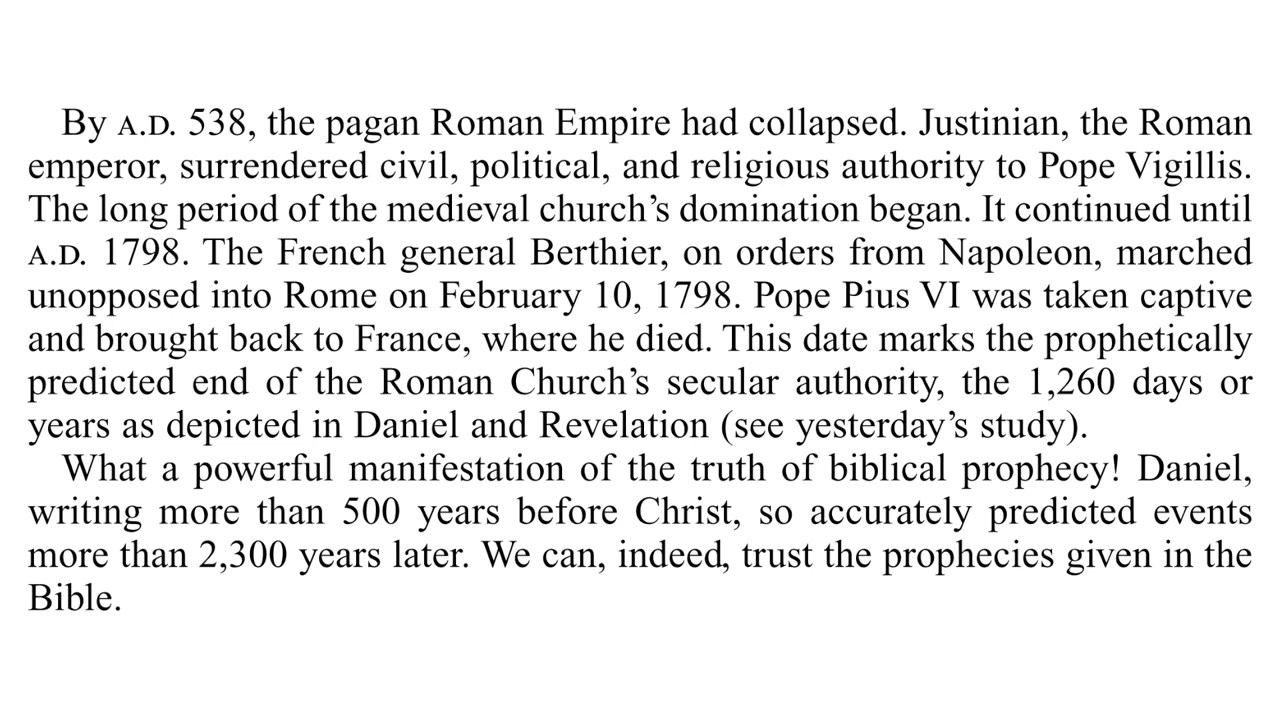 By A.D. 538, the pagan Roman Empire had collapsed. Justinian, the Roman
emperor, surrendered civil, political, and religious authority to Pope Vigillis.
The long period of the medieval church’s domination began. It continued until
A.D. 1798. The French general Berthier, on orders from Napoleon, marched
unopposed into Rome on February 10, 1798. Pope Pius VI was taken captive
and brought back to France, where he died. This date marks the prophetically
predicted end of the Roman Church’s secular authority, the 1,260 days or
years as depicted in Daniel and Revelation (see yesterday’s study).
What a powerful manifestation of the truth of biblical prophecy! Daniel,
writing more than 500 years before Christ, so accurately predicted events
more than 2,300 years later. We can, indeed, trust the prophecies given in the
Bible.